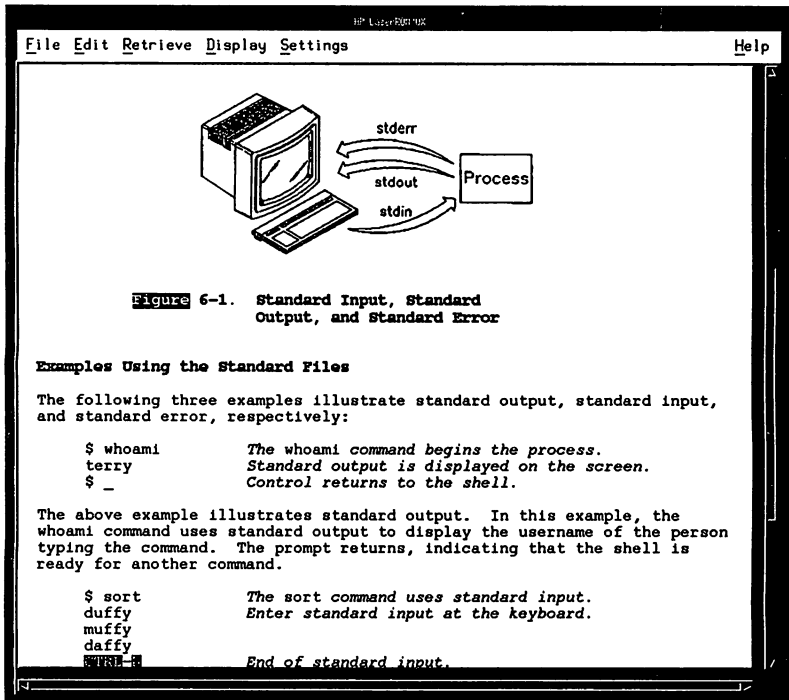 HP LaserROM/UX
File Edit Retrieve Display Settings Help
stderr
stdout
stdin
Process
Figure 6-1. Standard Input, Standard
Output, and Standard Error
Examples Using the Standard Files
The following three examples illustrate standard output, standard input,
and standard error, respectively:
$ whoami The whoami command begins the process.
terry Standard output is displayed on the screen.
$ _ Control returns to the shell.
The above example illustrates standard output. In this example, the
whoami command uses standard output to display the username of the person
typing the command. The prompt returns, indicating that the shell is
ready for another command.
$ sort The sort command uses standard input.
duffy Enter standard input at the keyboard.
muffy
daffy
End of standard input.